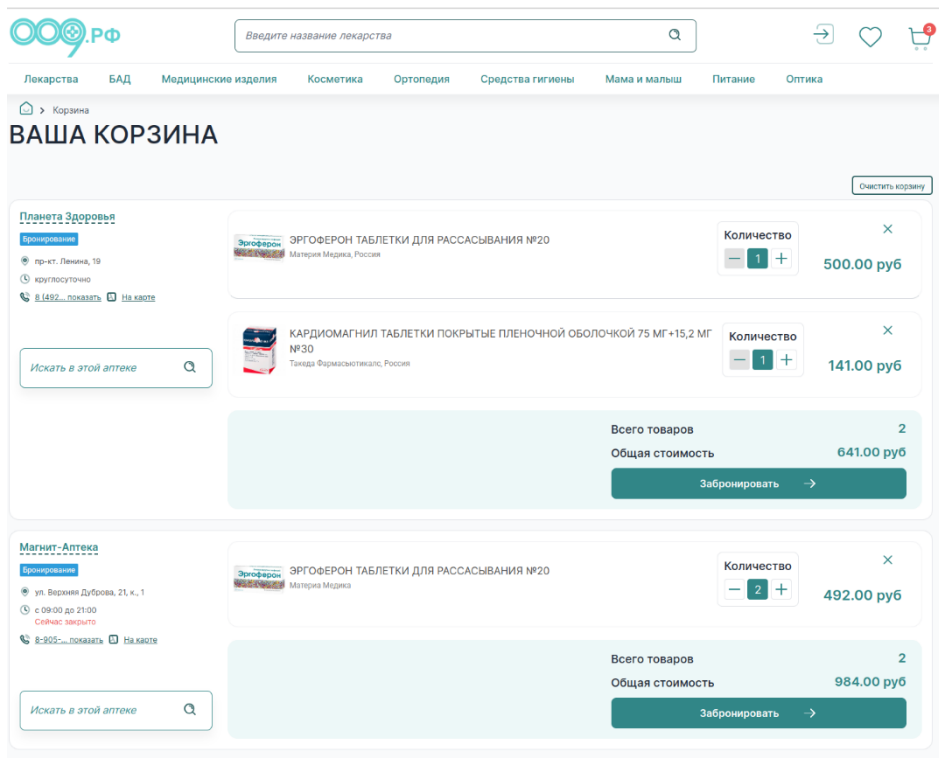 009.РФ
Введите название лекарства
3
Лекарства БАД Медицинские изделия Косметика Ортопедия Средства гигиены Мама и малыш Питание Оптика
Корзина
ВАША КОРЗИНА
Очистить корзину
Планета Здоровья
Бронирование
пр-кт. Ленина, 19
круглосуточно
8 (492... показать На карте
Искать в этой аптеке
Эргоферон
ЭРГОФЕРОН ТАБЛЕТКИ ДЛЯ РАССАСЫВАНИЯ №20
Материя Медика, Россия
Количество
— 1 +
500.00 руб
КАРДИОМАГНИЛ ТАБЛЕТКИ ПОКРЫТЫЕ ПЛЕНОЧНОЙ ОБОЛОЧКОЙ 75 МГ+15,2 МГ
№30
Такеда Фармасьютикалс, Россия
Количество
— 1 +
141.00 руб
Всего товаров 2
Общая стоимость 641.00 руб
Забронировать →
Магнит-Аптека
Бронирование
ул. Верхняя Дуброва, 21, к., 1
с 09:00 до 21:00
Сейчас закрыто
8-905-... показать На карте
Искать в этой аптеке
Эргоферон
ЭРГОФЕРОН ТАБЛЕТКИ ДЛЯ РАССАСЫВАНИЯ №20
Материа Медика
Количество
— 2 +
492.00 руб
Всего товаров 2
Общая стоимость 984.00 руб
Забронировать →